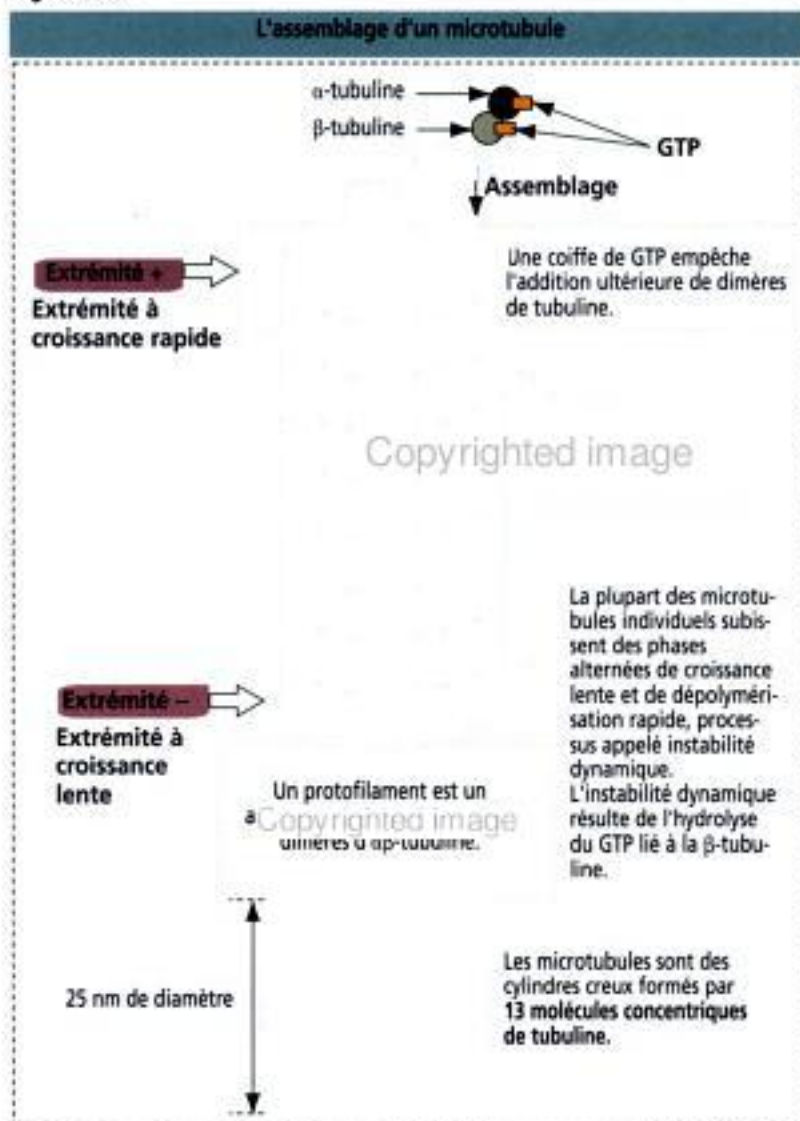 L'assemblage d'un microtubule
α-tubuline
β-tubuline
GTP
Assemblage
Extrémité +
Extrémité à
croissance rapide
Une coiffe de GTP empêche
l'addition ultérieure de dimères
de tubuline.
Copyrighted image
La plupart des microtu-
bules individuels subis-
sent des phases
alternées de croissance
lente et de dépolyméri-
sation rapide, proces-
sus appelé instabilité
dynamique.
L'instabilité dynamique
résulte de l'hydrolyse
du GTP lié à la β-tubu-
line.
Extrémité –
Extrémité à
croissance
lente
Un protofilament est un
Copyrighted image
dimères d'αβ-tubuline.
25 nm de diamètre
Les microtubules sont des
cylindres creux formés par
13 molécules concentriques
de tubuline.